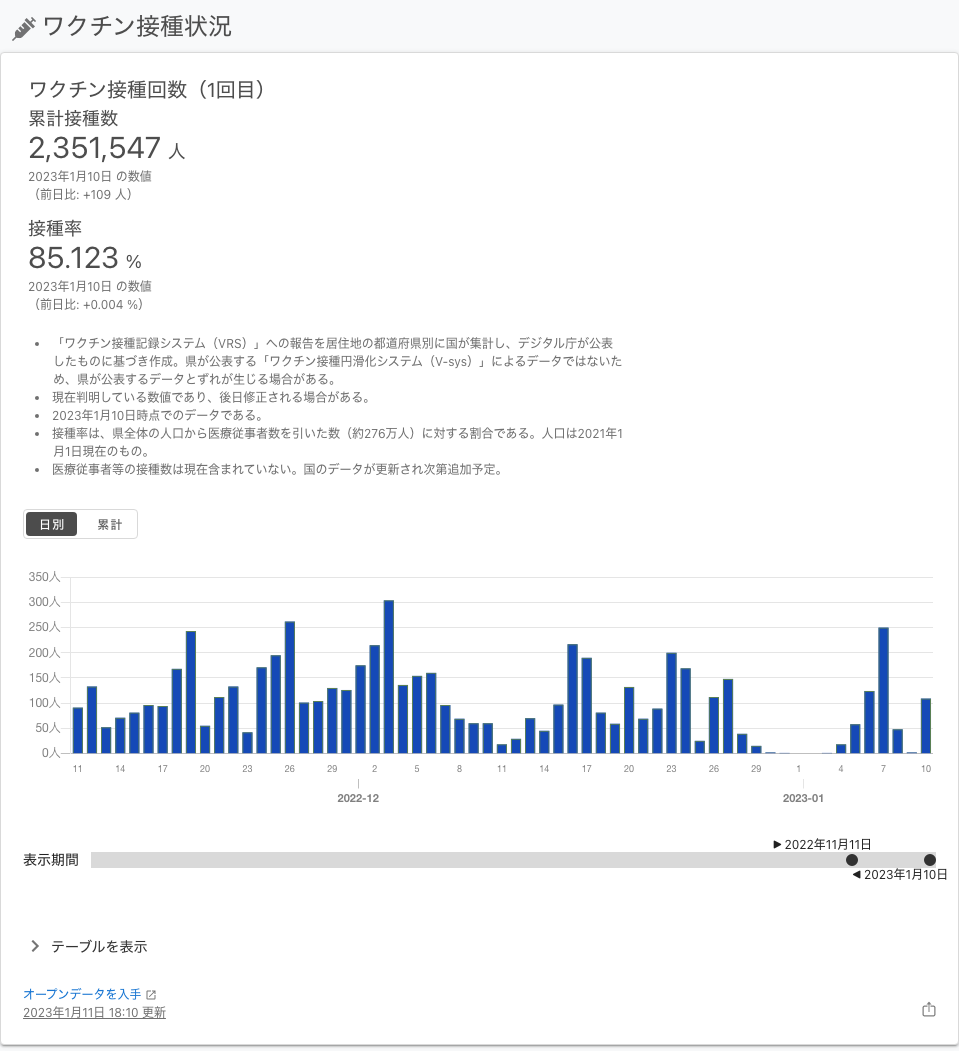 ワクチン接種状況
ワクチン接種回数（1回目）
累計接種数
2,351,547 人
2023年1月10日 の数値
（前日比: +109 人）
接種率
85.123 %
2023年1月10日 の数値
（前日比: +0.004 %）
• 「ワクチン接種記録システム（VRS）」への報告を居住地の都道府県別に国が集計し、デジタル庁が公表
したものに基づき作成。県が公表する「ワクチン接種円滑化システム（V-sys）」によるデータではないた
め、県が公表するデータとずれが生じる場合がある。
• 現在判明している数値であり、後日修正される場合がある。
• 2023年1月10日時点でのデータである。
• 接種率は、県全体の人口から医療従事者数を引いた数（約276万人）に対する割合である。人口は2021年1
月1日現在のもの。
• 医療従事者等の接種数は現在含まれていない。国のデータが更新され次第追加予定。
日別 累計
350人
300人
250人
200人
150人
100人
50人
0人
11 14 17 20 23 26 29 2 5 8 11 14 17 20 23 26 29 1 4 7 10
2022-12 2023-01
▶ 2022年11月11日
表示期間
◀ 2023年1月10日
テーブルを表示
オープンデータを入手
2023年1月11日 18:10 更新